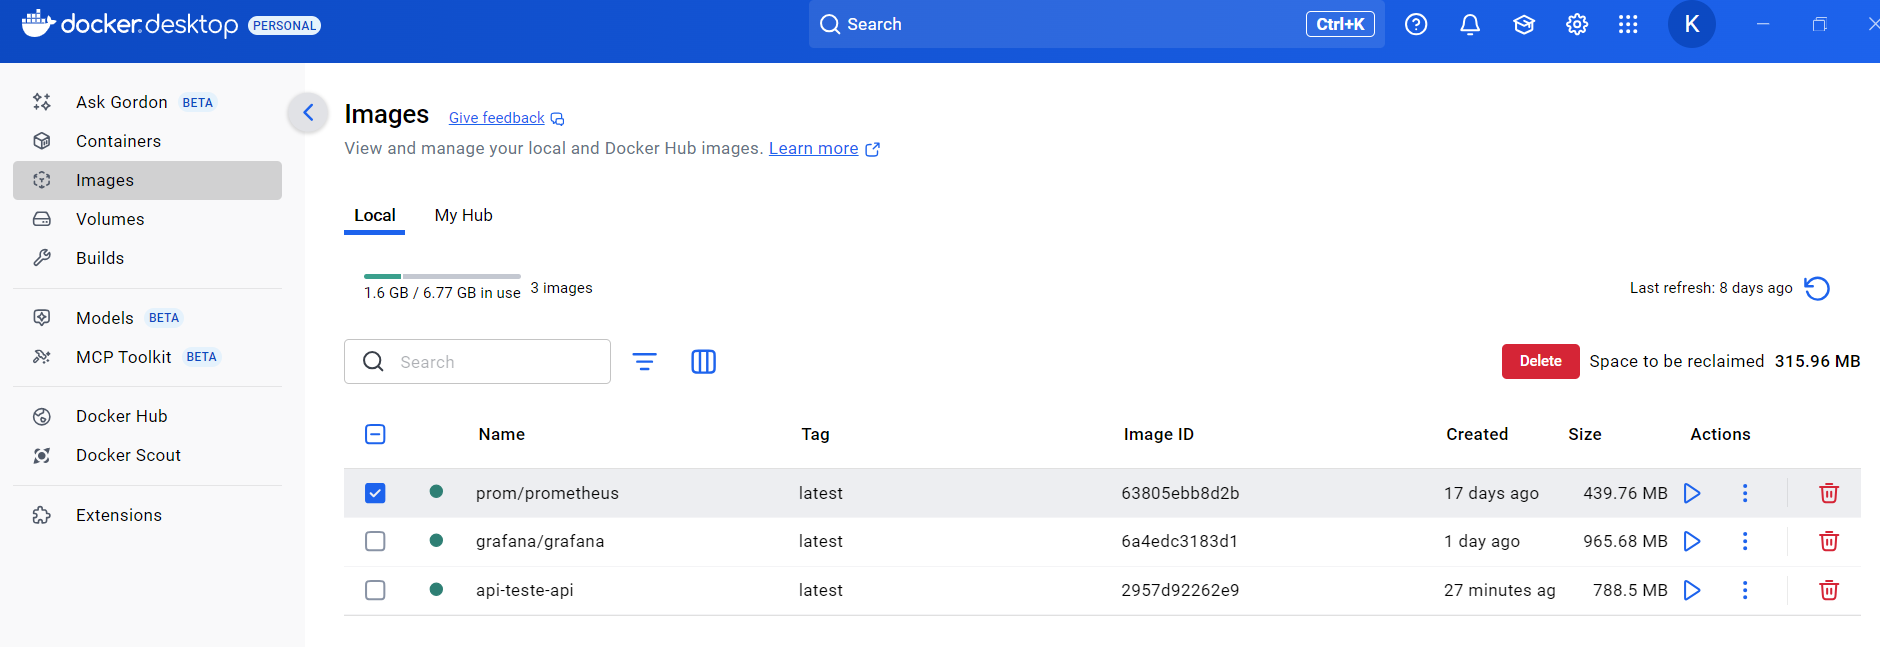 docker.desktop PERSONAL
Search Ctrl+K
K
Ask Gordon BETA
Containers
Images
Volumes
Builds
Models BETA
MCP Toolkit BETA
Docker Hub
Docker Scout
Extensions
Images Give feedback
View and manage your local and Docker Hub images. Learn more
Local My Hub
1.6 GB / 6.77 GB in use 3 images
Last refresh: 8 days ago
Search
Delete Space to be reclaimed 315.96 MB
Name Tag Image ID Created Size Actions
prom/prometheus latest 63805ebb8d2b 17 days ago 439.76 MB
grafana/grafana latest 6a4edc3183d1 1 day ago 965.68 MB
api-teste-api latest 2957d92262e9 27 minutes ag 788.5 MB